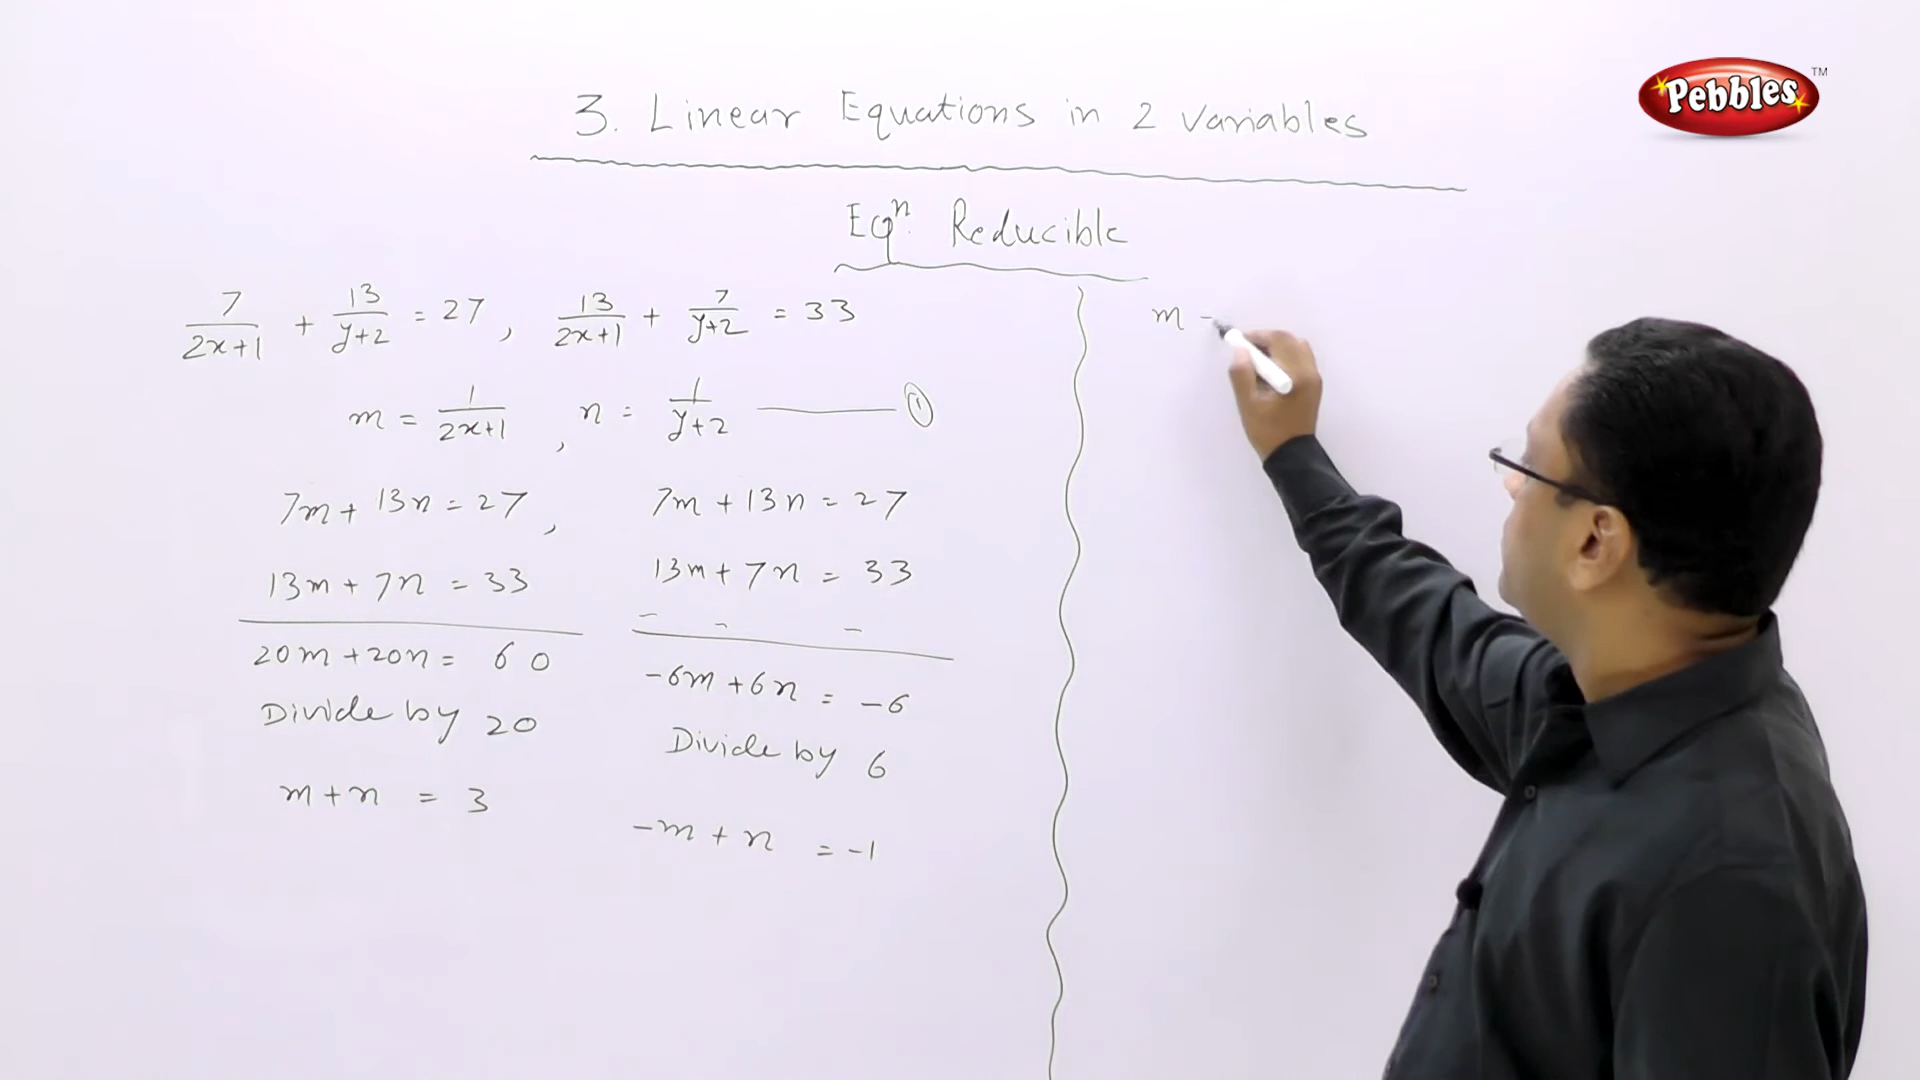 Pebbles TM
3. Linear Equations in 2 Variables
Eqⁿ. Reducible
7/(2x+1) + 13/(y+2) = 27, 13/(2x+1) + 7/(y+2) = 33
m = 1/(2x+1), n = 1/(y+2) ——— ①
7m + 13n = 27,
13m + 7n = 33
20m + 20n = 60
Divide by 20
m + n = 3
7m + 13n = 27
13m + 7n = 33
- - -
-6m + 6n = -6
Divide by 6
-m + n = -1
m -